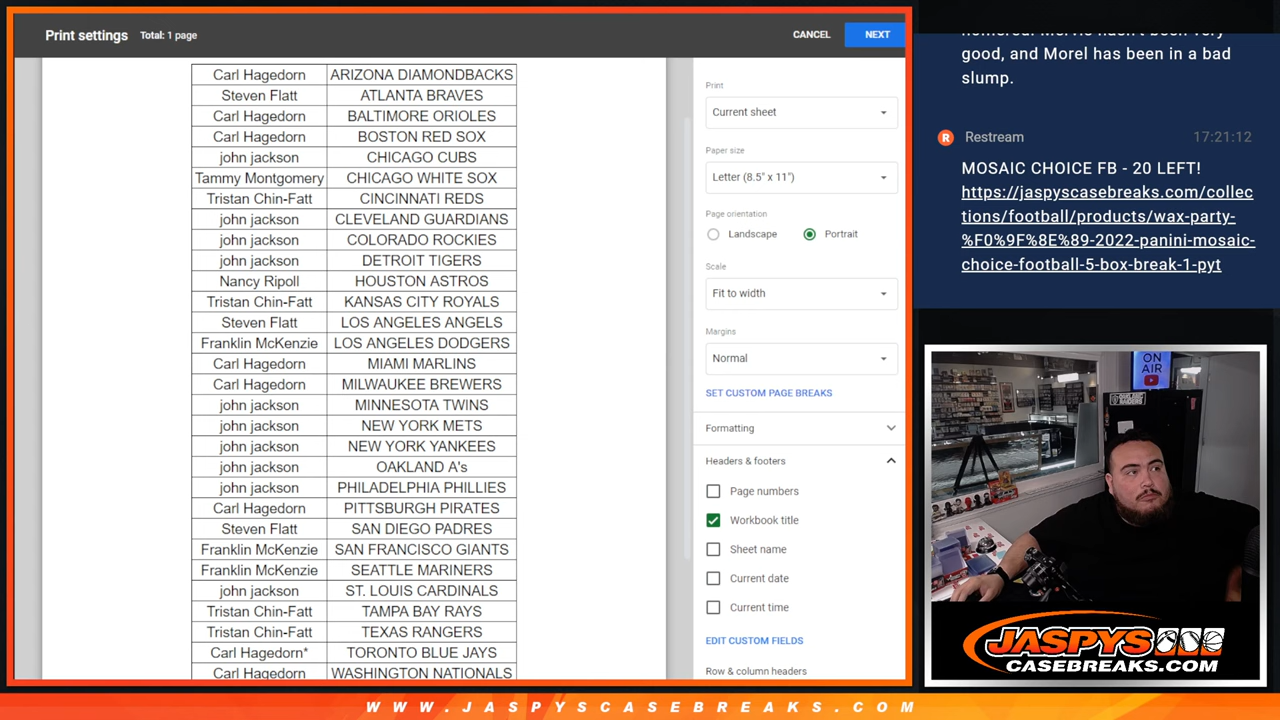 Print settings Total: 1 page CANCEL NEXT
Carl Hagedorn ARIZONA DIAMONDBACKS
Steven Flatt ATLANTA BRAVES
Carl Hagedorn BALTIMORE ORIOLES
Carl Hagedorn BOSTON RED SOX
john jackson CHICAGO CUBS
Tammy Montgomery CHICAGO WHITE SOX
Tristan Chin-Fatt CINCINNATI REDS
john jackson CLEVELAND GUARDIANS
john jackson COLORADO ROCKIES
john jackson DETROIT TIGERS
Nancy Ripoll HOUSTON ASTROS
Tristan Chin-Fatt KANSAS CITY ROYALS
Steven Flatt LOS ANGELES ANGELS
Franklin McKenzie LOS ANGELES DODGERS
Carl Hagedorn MIAMI MARLINS
Carl Hagedorn MILWAUKEE BREWERS
john jackson MINNESOTA TWINS
john jackson NEW YORK METS
john jackson NEW YORK YANKEES
john jackson OAKLAND A's
john jackson PHILADELPHIA PHILLIES
Carl Hagedorn PITTSBURGH PIRATES
Steven Flatt SAN DIEGO PADRES
Franklin McKenzie SAN FRANCISCO GIANTS
Franklin McKenzie SEATTLE MARINERS
john jackson ST. LOUIS CARDINALS
Tristan Chin-Fatt TAMPA BAY RAYS
Tristan Chin-Fatt TEXAS RANGERS
Carl Hagedorn* TORONTO BLUE JAYS
Carl Hagedorn WASHINGTON NATIONALS
Print
Current sheet
Paper size
Letter (8.5" x 11")
Page orientation
Landscape Portrait
Scale
Fit to width
Margins
Normal
SET CUSTOM PAGE BREAKS
Formatting
Headers & footers
Page numbers
Workbook title
Sheet name
Current date
Current time
EDIT CUSTOM FIELDS
Row & column headers
good, and Morel has been in a bad
slump.
R Restream 17:21:12
MOSAIC CHOICE FB - 20 LEFT!
https://jaspyscasebreaks.com/collec
tions/football/products/wax-party-
%F0%9F%8E%89-2022-panini-mosaic-
choice-football-5-box-break-1-pyt
ON
AIR
JASPYS
CASEBREAKS.COM
WWW.JASPYSCASEBREAKS.COM